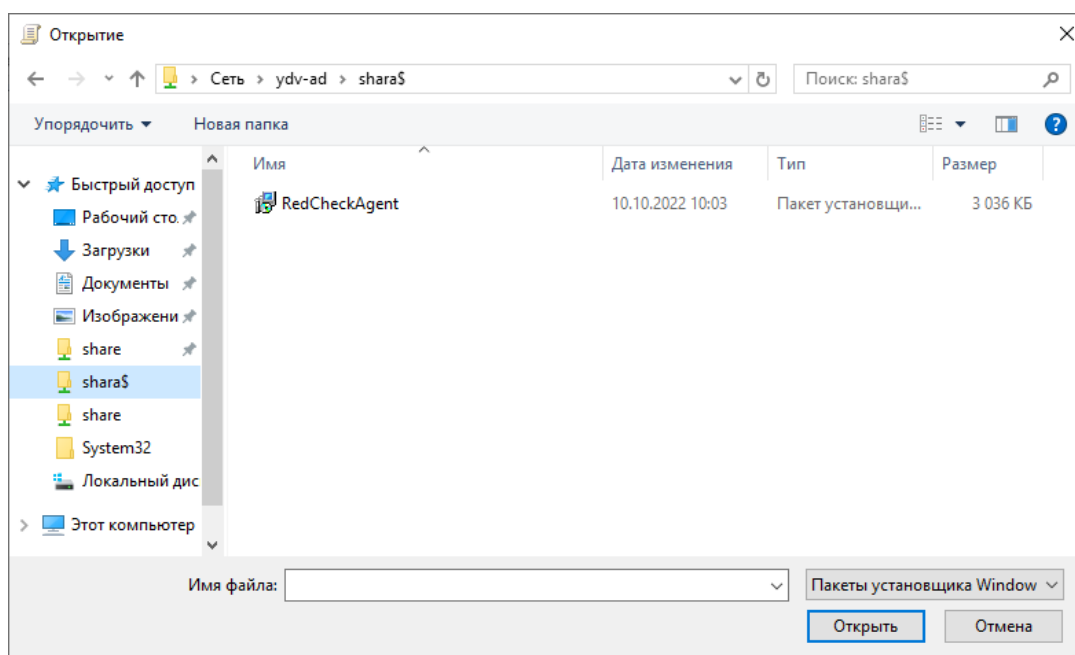 Открытие
Сеть > ydv-ad > shara$
Поиск: shara$
Упорядочить
Новая папка
Имя
Дата изменения
Тип
Размер
Быстрый доступ
RedCheckAgent
10.10.2022 10:03
Пакет установщи...
3 036 КБ
Рабочий сто.
Загрузки
Документы
Изображени
share
shara$
share
System32
Локальный дис
Этот компьютер
Имя файла:
Пакеты установщика Window
Открыть
Отмена